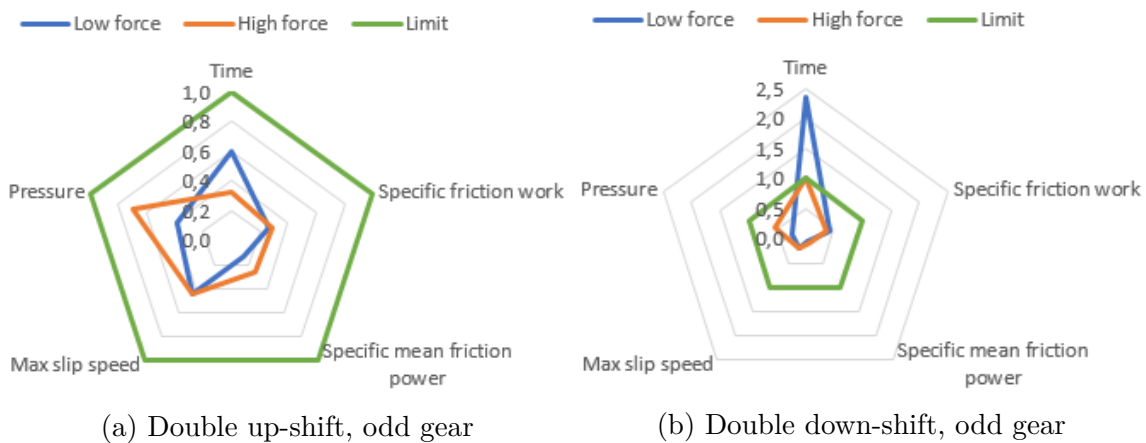 Low force High force Limit
Time
1,0
0,8
0,6
0,4
0,2
0,0
Pressure
Specific friction work
Max slip speed
Specific mean friction
power
(a) Double up-shift, odd gear
Low force High force Limit
Time
2,5
2,0
1,5
1,0
0,5
0,0
Pressure
Specific friction work
Max slip speed
Specific mean friction
power
(b) Double down-shift, odd gear